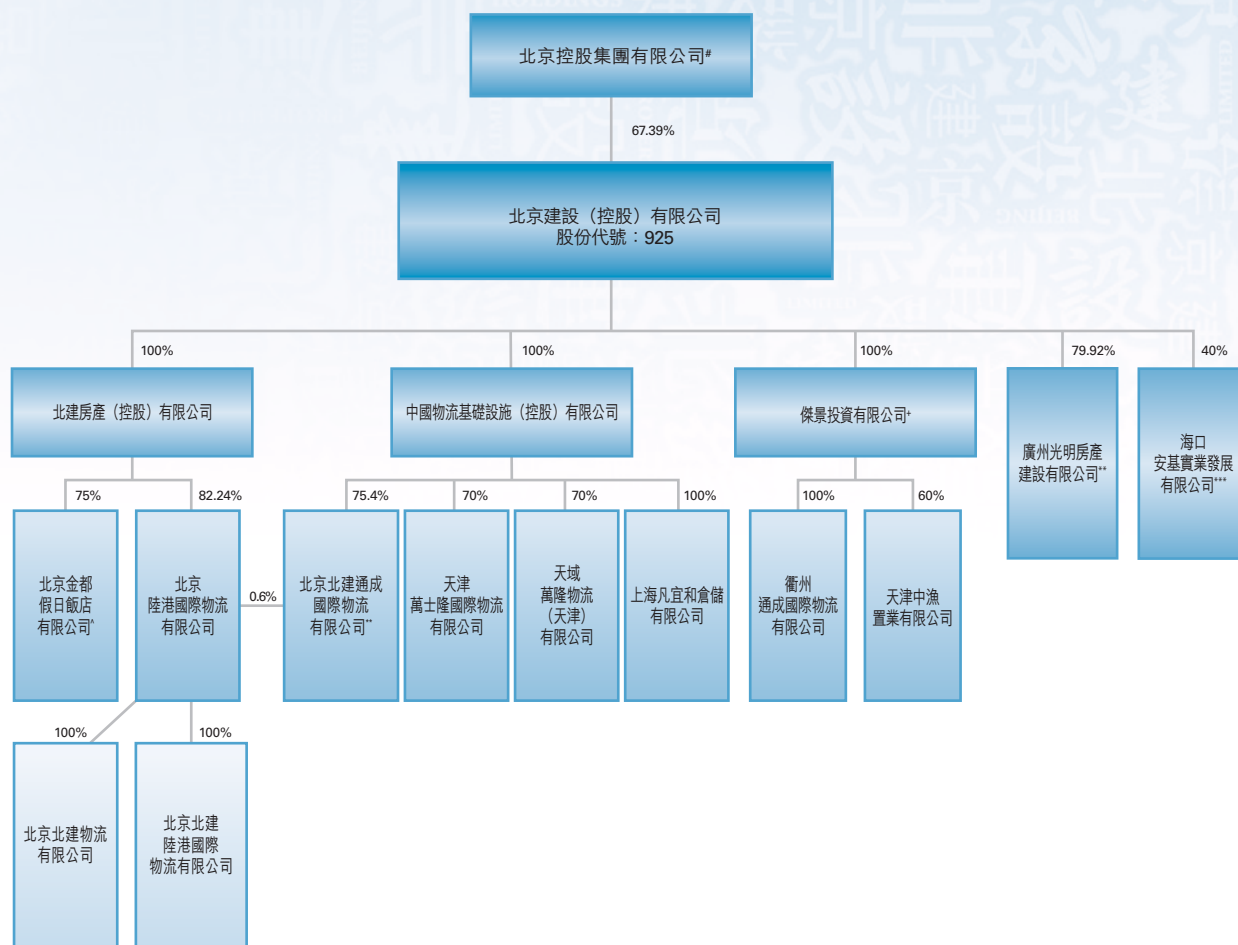 北京控股集團有限公司#
67.39%
北京建設（控股）有限公司
股份代號：925
100%
100%
100%
79.92%
40%
北建房產（控股）有限公司
中國物流基礎設施（控股）有限公司
傑景投資有限公司+
廣州光明房產
建設有限公司**
海口
安基實業發展
有限公司***
75%
82.24%
75.4%
70%
70%
100%
100%
60%
北京金都
假日飯店
有限公司^
北京
陸港國際物流
有限公司
0.6%
北京北建通成
國際物流
有限公司**
天津
萬士隆國際物流
有限公司
天域
萬隆物流
（天津）
有限公司
上海凡宜和倉儲
有限公司
衢州
通成國際物流
有限公司
天津中漁
置業有限公司
100%
100%
北京北建物流
有限公司
北京北建
陸港國際
物流有限公司